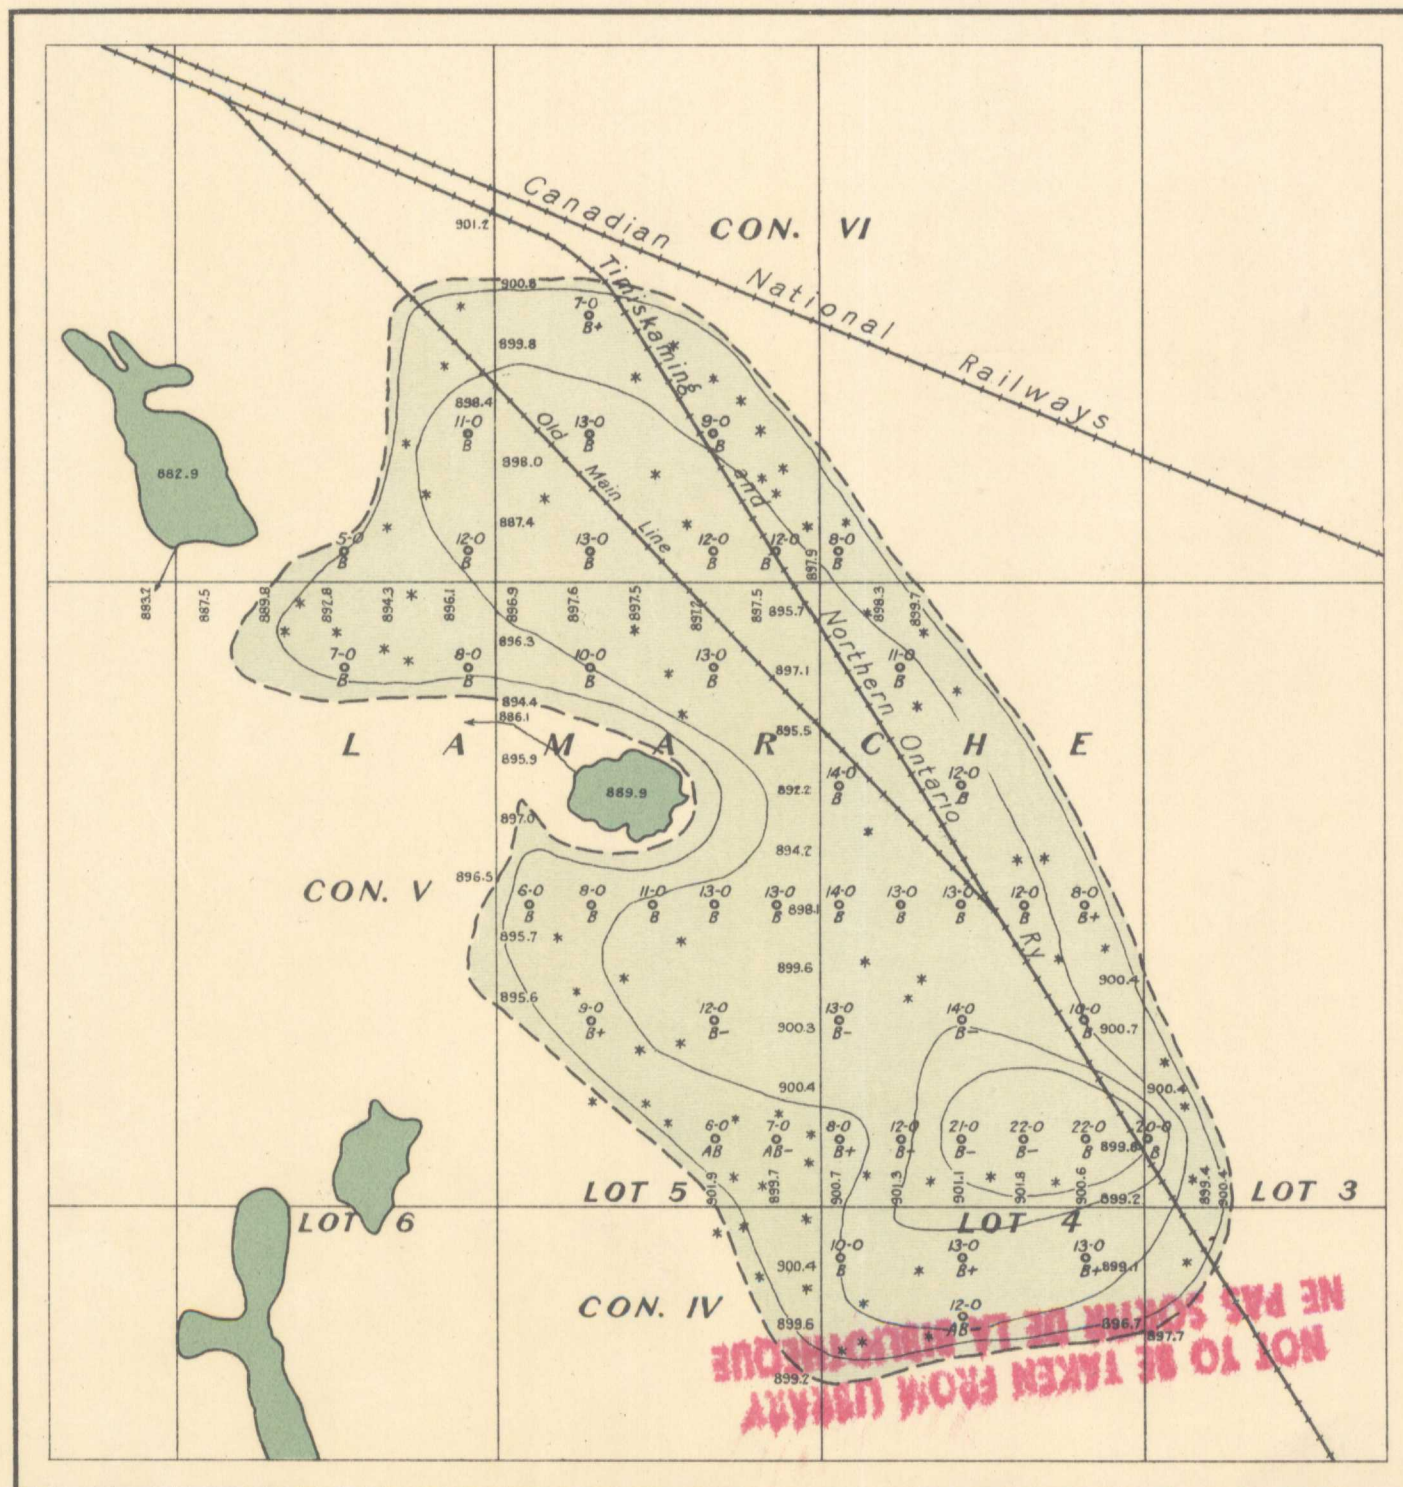 Canadian National Railways
CON. VI
901.2
Timiskaming and Northern Ontario Ry
900.8
7-0
B+
899.8
898.4
11-0
B
13-0
B
9-0
B
Old Main Line
898.0
882.9
887.4
5-0
B
12-0
B
13-0
B
12-0
B
12-0
B
8-0
B
897.9
883.2
887.5
889.8
892.8
894.3
896.1
896.9
897.6
897.5
897.2
897.5
895.7
898.3
899.7
896.3
7-0
B
8-0
B
10-0
B
13-0
B
897.1
11-0
B
894.4
886.1
895.5
LAMARCHE
895.9
889.9
892.2
14-0
B
12-0
B
897.0
894.2
896.5
CON. V
6-0
B
8-0
B
11-0
B
13-0
B
13-0
B
898.1
14-0
B
13-0
B
13-0
B
12-0
B
8-0
B+
895.7
899.6
900.4
895.6
9-0
B+
12-0
B-
900.3
13-0
B-
14-0
B-
10-0
B
900.7
900.4
900.4
6-0
AB
7-0
AB-
8-0
B+
12-0
B-
21-0
B-
22-0
B-
22-0
B
899.8
20-0
B
901.9
899.7
900.7
901.3
901.1
901.8
900.6
899.2
899.4
900.4
LOT 5
LOT 3
LOT 6
LOT 4
10-0
B
13-0
B+
13-0
B+
900.4
899.1
CON. IV
12-0
AB-
899.6
896.7
897.7
899.2
NOT TO BE TAKEN FROM LIBRARY
NE PAS SORTIR DE LA BIBLIOTHEQUE